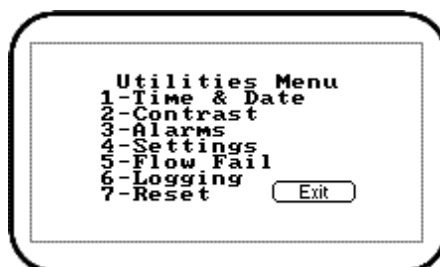 Utilities Menu
1-Time & Date
2-Contrast
3-Alarms
4-Settings
5-Flow Fail
6-Logging
7-Reset Exit